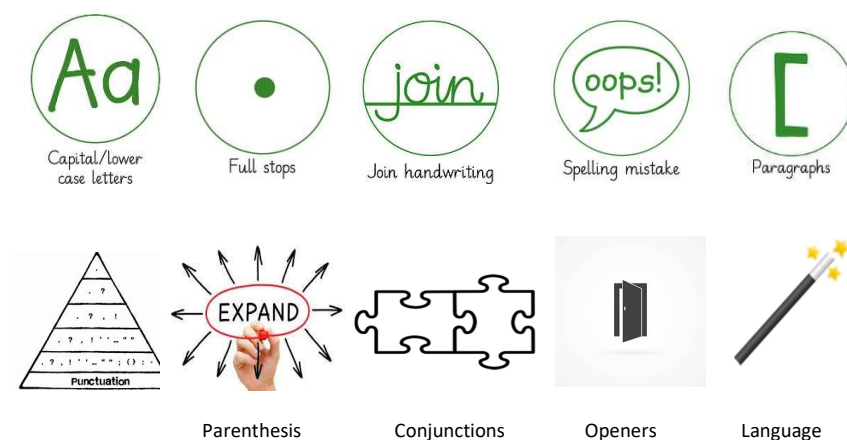 Aa
Capital/lower
case letters
Full stops
join
Join handwriting
oops!
Spelling mistake
[
Paragraphs
.
. ?
. ? , !
. ? , ! ' ' ... " "
. ? , ! ' ' ... " " ; ( ) : -
Punctuation
EXPAND
Parenthesis
Conjunctions
Openers
Language